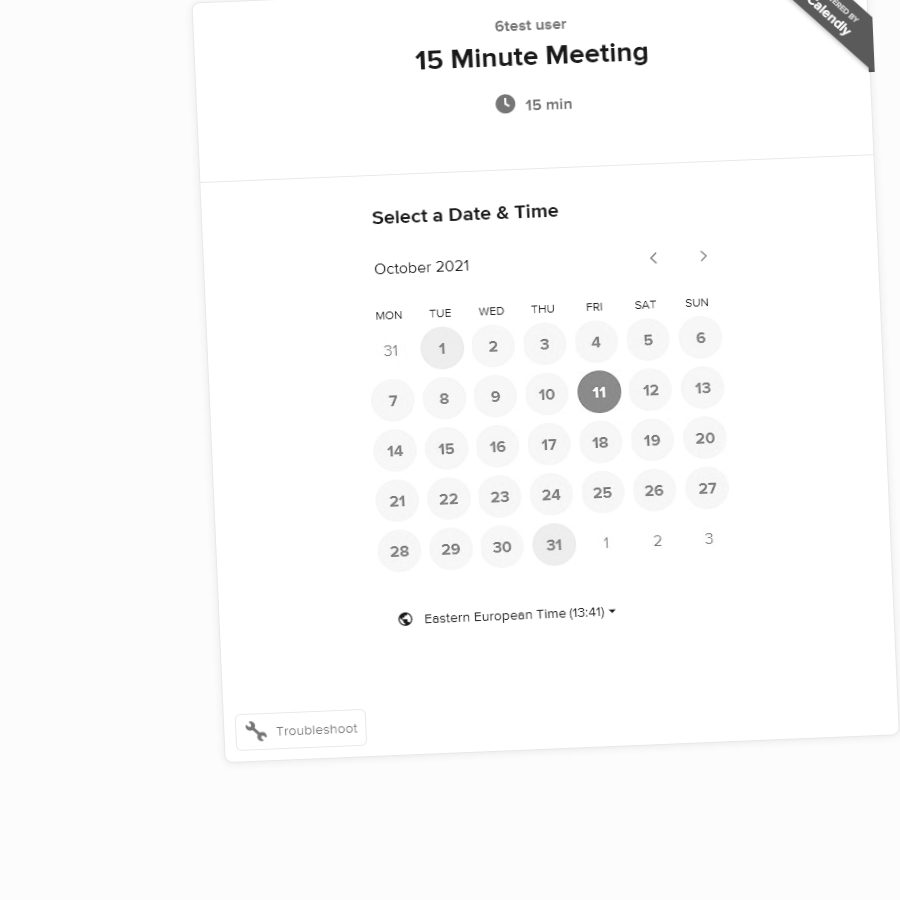 6test user
15 Minute Meeting
15 min
Calendly
Select a Date & Time
October 2021
MON TUE WED THU FRI SAT SUN
31 1 2 3 4 5 6
7 8 9 10 11 12 13
14 15 16 17 18 19 20
21 22 23 24 25 26 27
28 29 30 31 1 2 3
Eastern European Time (13:41)
Troubleshoot